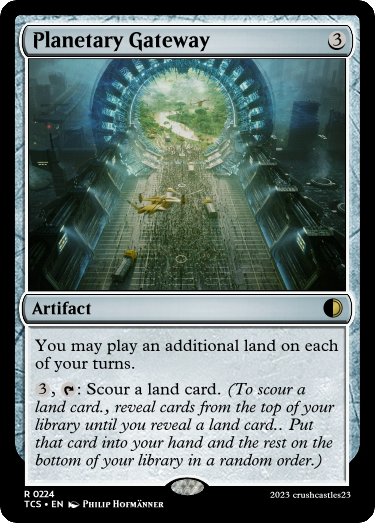 Planetary Gateway 3
Artifact
You may play an additional land on each
of your turns.
3, : Scour a land card. (To scour a
land card., reveal cards from the top of your
library until you reveal a land card.. Put
that card into your hand and the rest on the
bottom of your library in a random order.)
R 0224
TCS • EN Philip Hofmänner
2023 crushcastles23